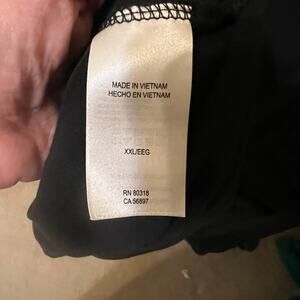 MADE IN VIETNAM
HECHO EN VIETNAM
XXL/EEG
RN 80318
CA 56897